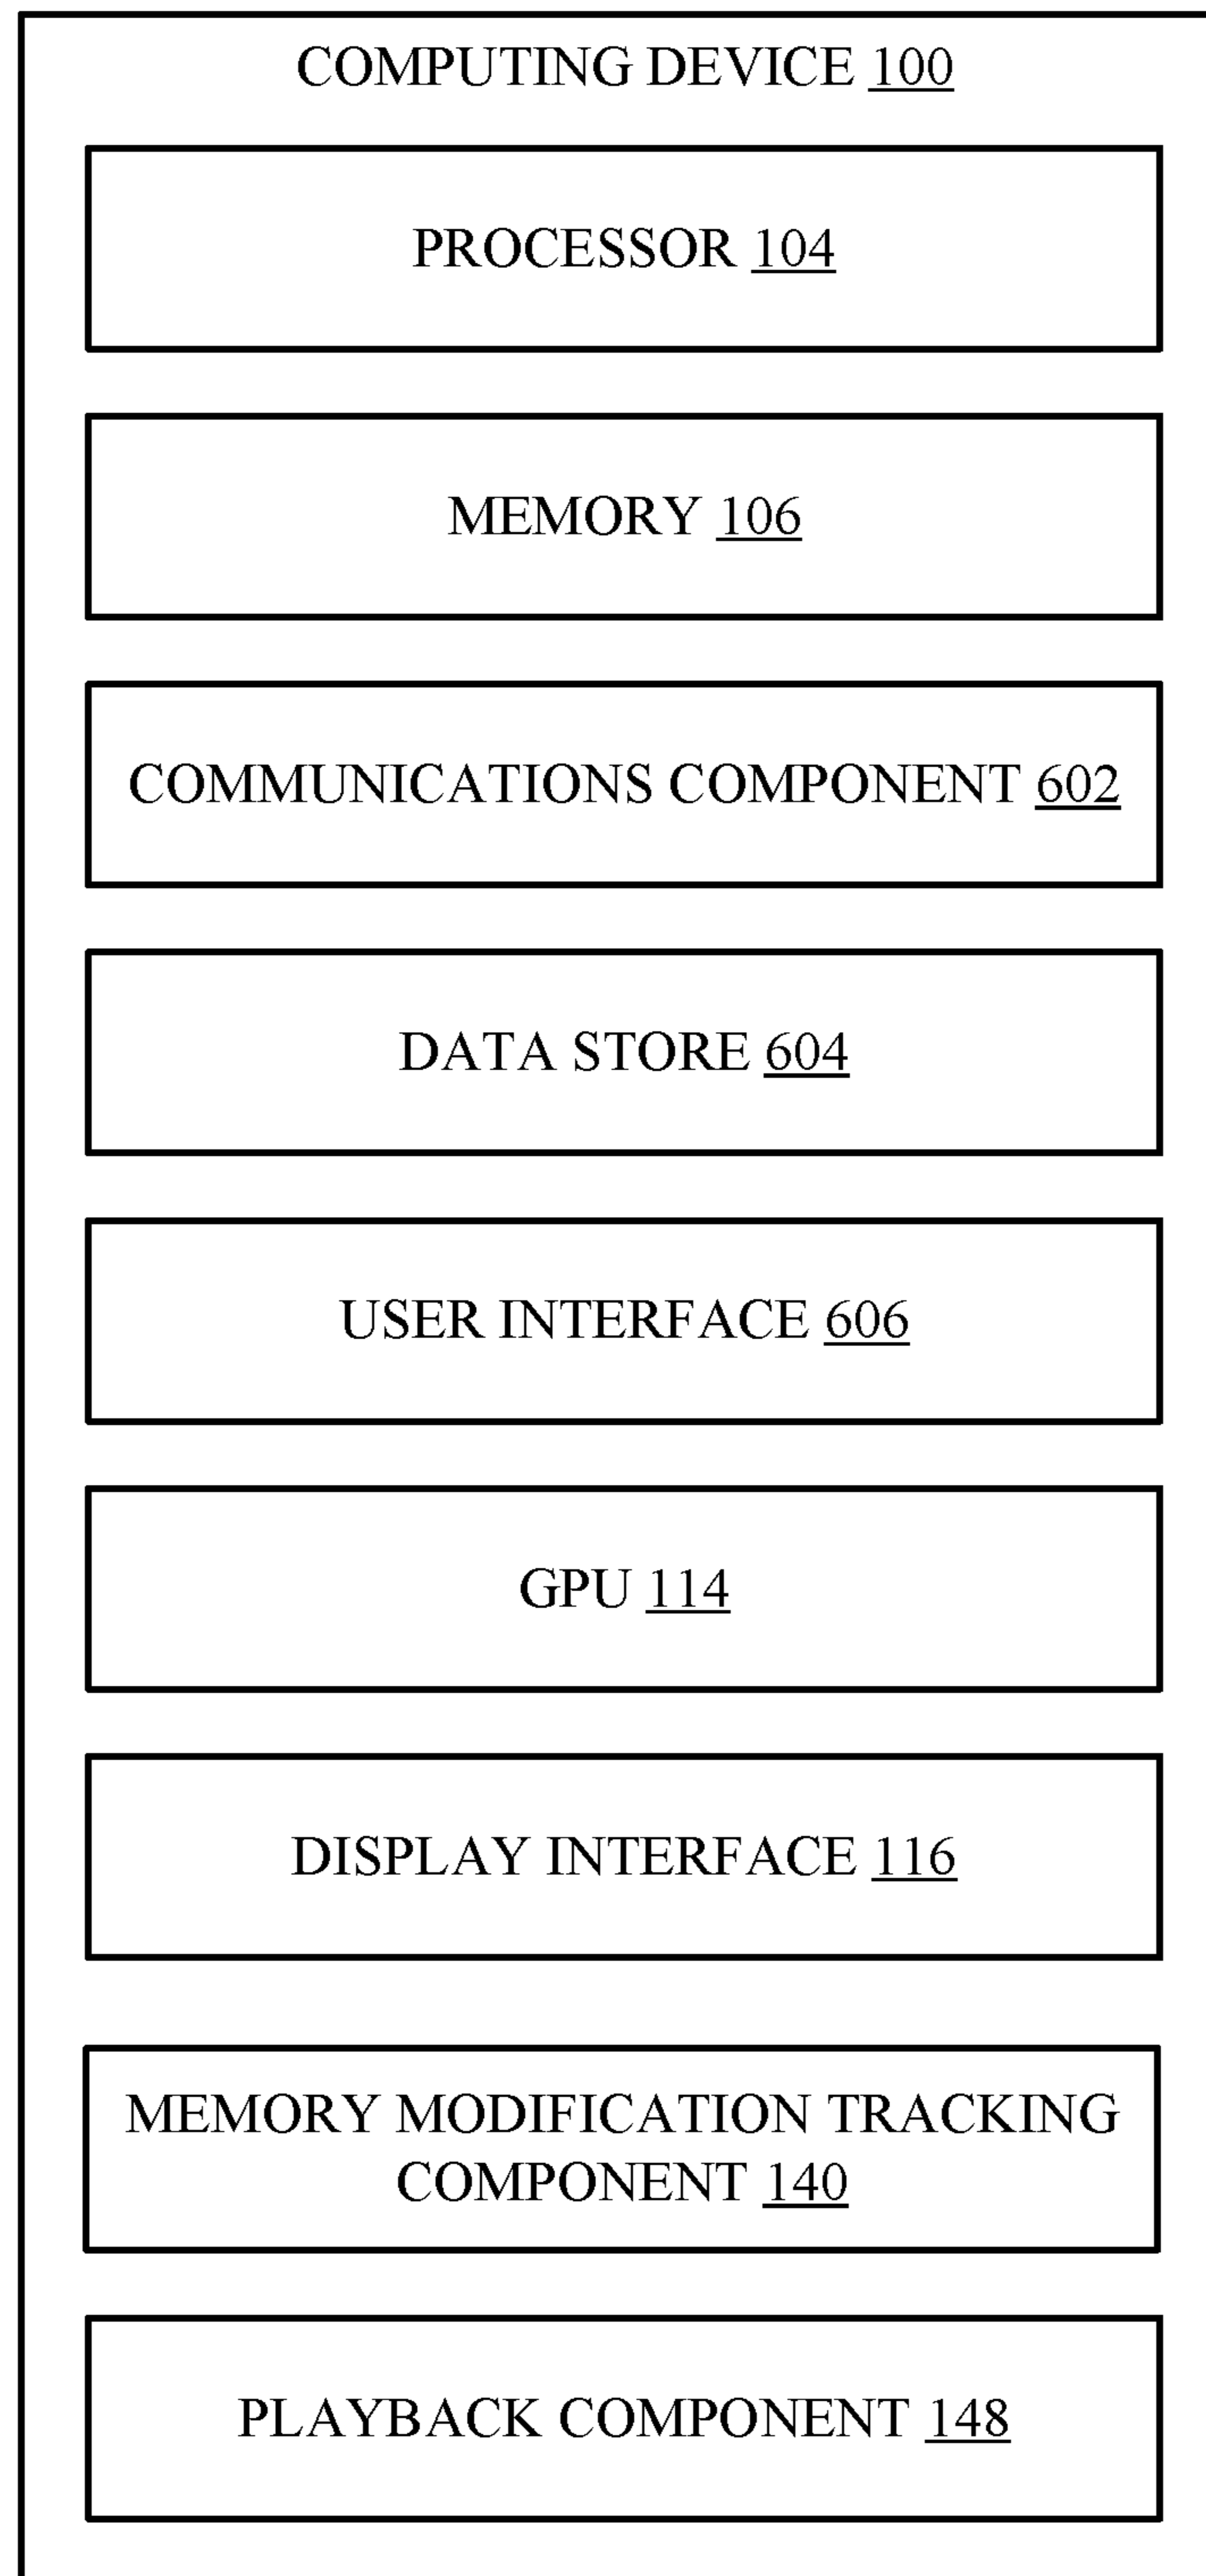 COMPUTING DEVICE 100
PROCESSOR 104
MEMORY 106
COMMUNICATIONS COMPONENT 602
DATA STORE 604
USER INTERFACE 606
GPU 114
DISPLAY INTERFACE 116
MEMORY MODIFICATION TRACKING
COMPONENT 140
PLAYBACK COMPONENT 148